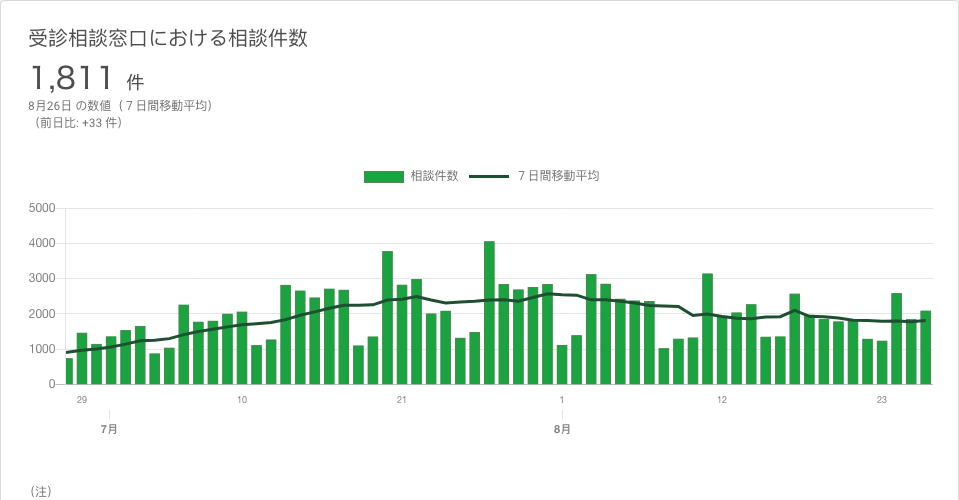 受診相談窓口における相談件数
1,811 件
8月26日 の数値（７日間移動平均）
（前日比: +33 件）
相談件数 ７日間移動平均
5000
4000
3000
2000
1000
0
29 10 21 1 12 23
7月 8月
（注）